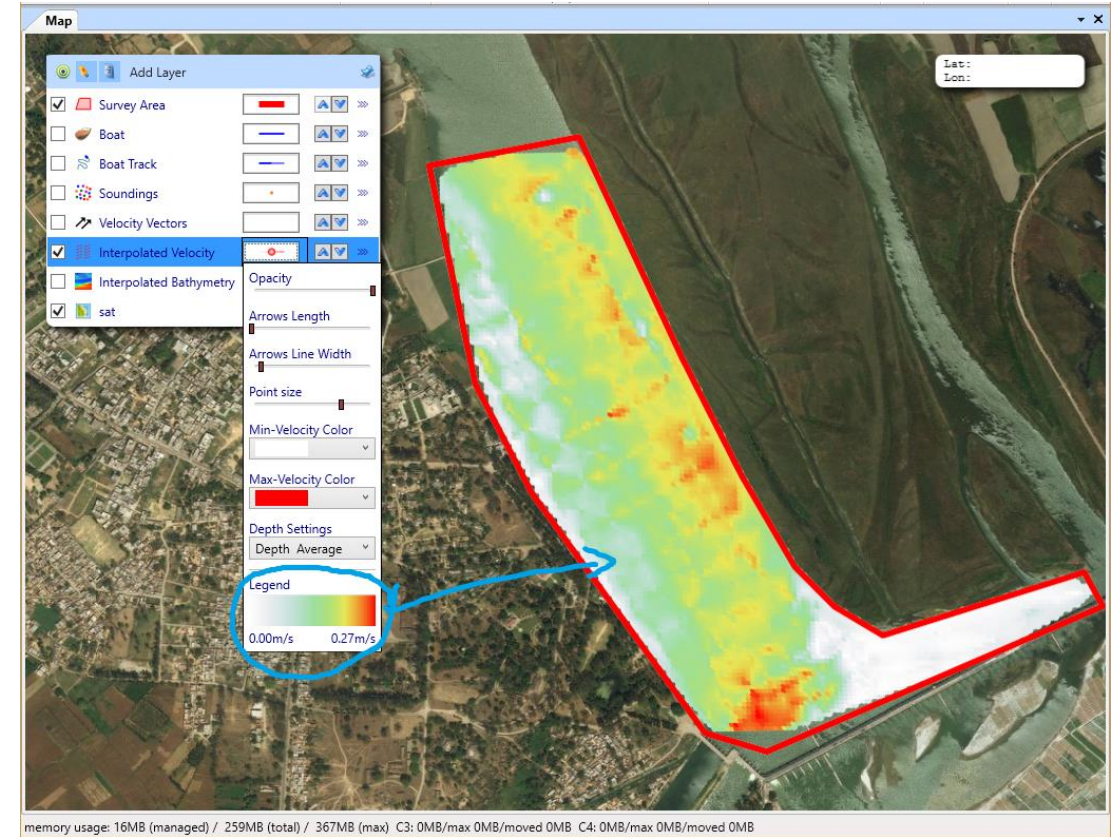 Map
Add Layer
Survey Area
Boat
Boat Track
Soundings
Velocity Vectors
Interpolated Velocity
Interpolated Bathymetry
sat
Opacity
Arrows Length
Arrows Line Width
Point size
Min-Velocity Color
Max-Velocity Color
Depth Settings
Depth Average
Legend
0.00m/s 0.27m/s
Lat:
Lon:
memory usage: 16MB (managed) / 259MB (total) / 367MB (max) C3: 0MB/max 0MB/moved 0MB C4: 0MB/max 0MB/moved 0MB